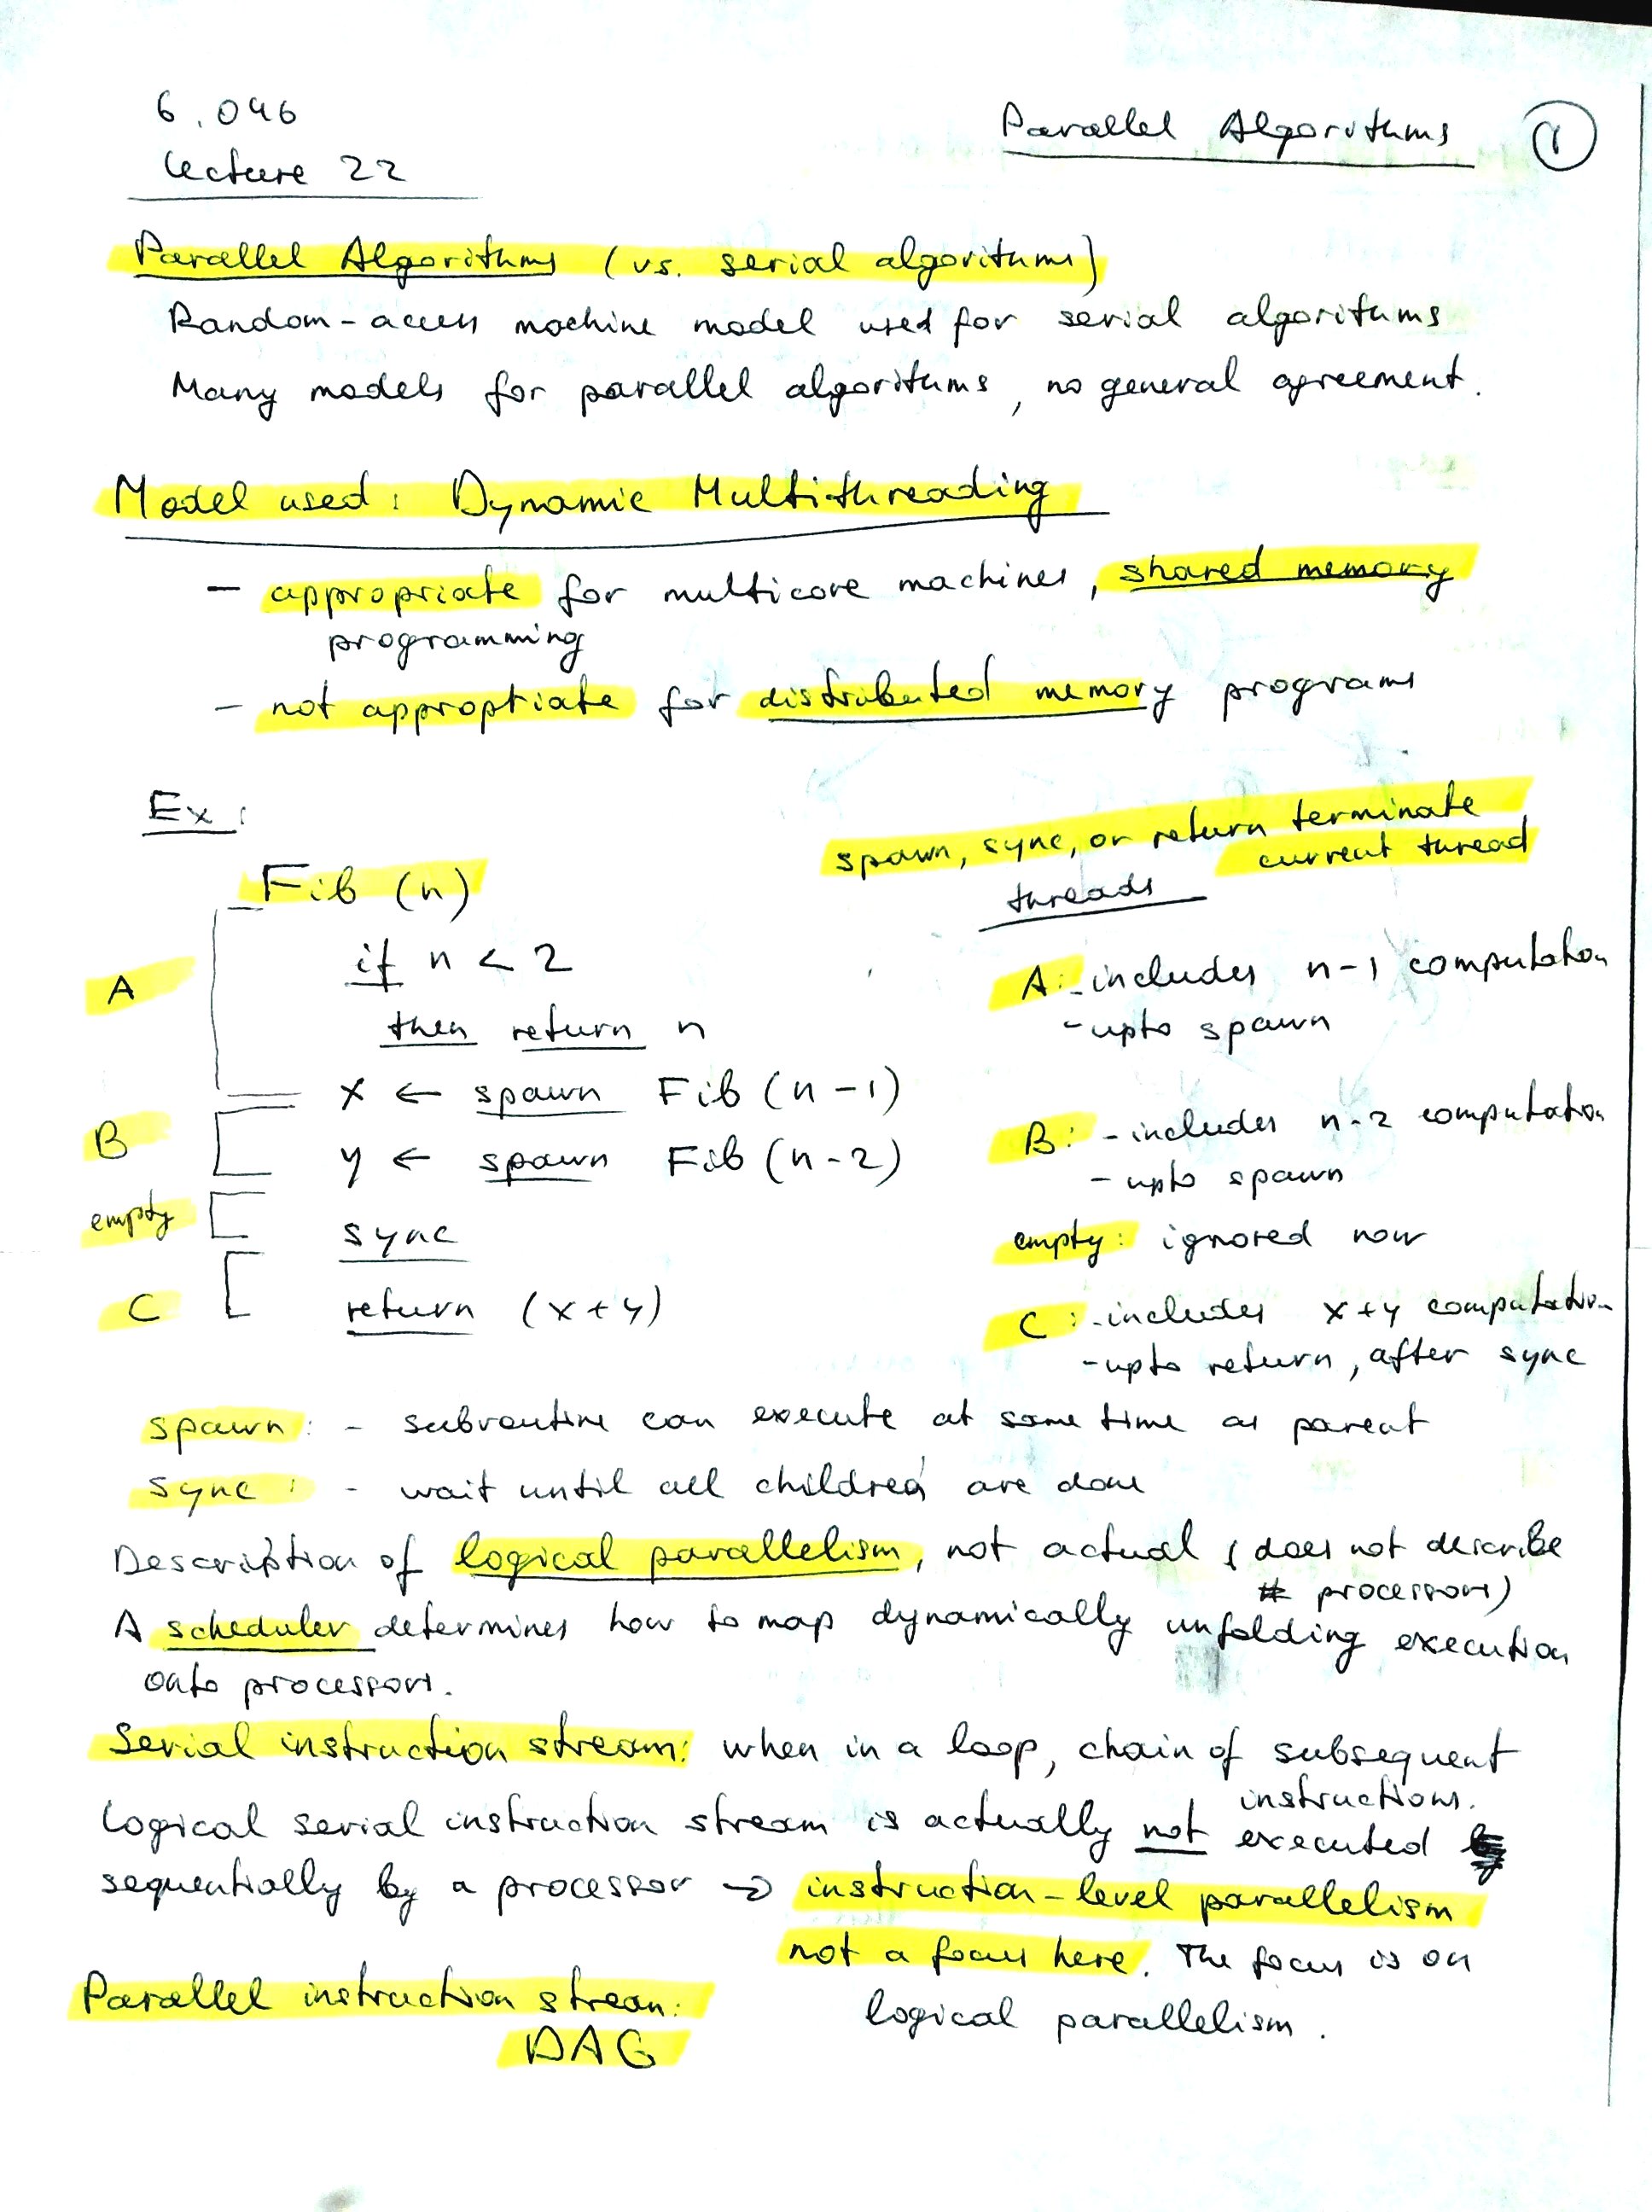 6.046
Parallel Algorithms 1
Lecture 22
Parallel Algorithms (vs. serial algorithms)
Random-access machine model used for serial algorithms
Many models for parallel algorithms, no general agreement.
Model used: Dynamic Multithreading
- appropriate for multicore machines, shared memory
programming
- not approptiate for distributed memory programs
Ex:
spawn, sync, or return terminate
current thread
Fib (n)
threads
if n < 2
A
A: - includes n-1 computation
then return n
- upto spawn
x ← spawn Fib (n-1)
B
B: - includes n-2 computation
y ← spawn Fib (n-2)
- upto spawn
empty
sync
empty: ignored now
C
return (x+y)
C: - includes x+y computation
- upto return, after sync
spawn: - subroutine can execute at same time as parent
sync: - wait until all children are done
Description of logical parallelism, not actual (does not describe
# processors)
A scheduler determines how to map dynamically unfolding execution
onto processors.
Serial instruction stream: when in a loop, chain of subsequent
instructions.
Logical serial instruction stream is actually not executed
sequentially by a processor → instruction-level parallelism
not a focus here. The focus is on
Parallel instruction stream:
logical parallelism.
DAG